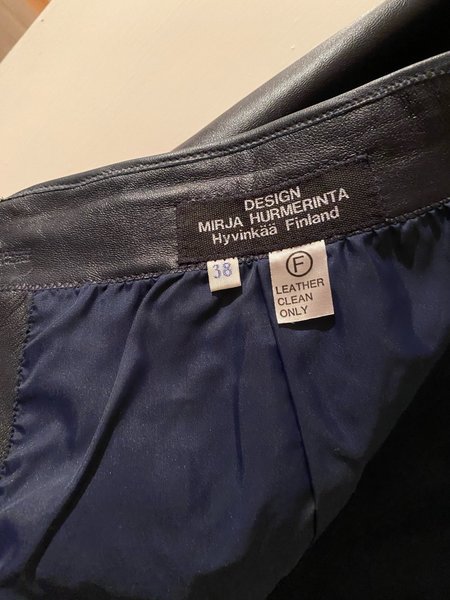 DESIGN
MIRJA HURMERINTA
Hyvinkää Finland
38
F
LEATHER
CLEAN
ONLY